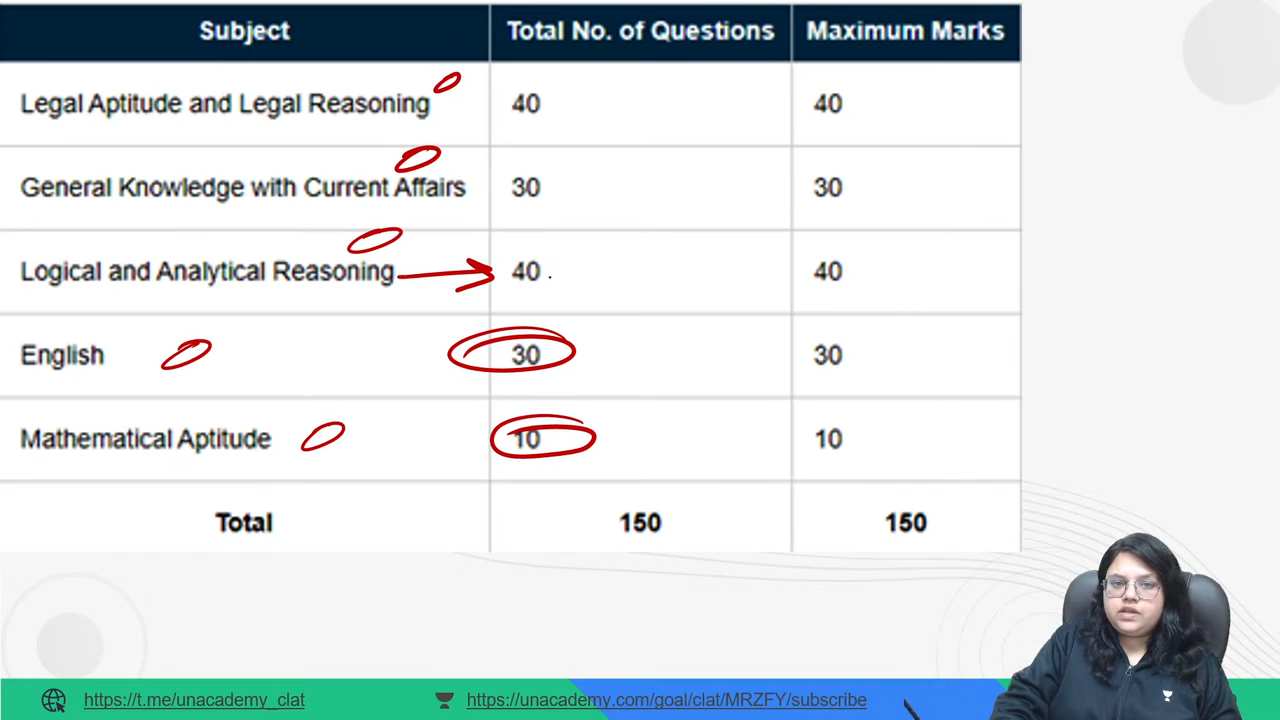 Subject Total No. of Questions Maximum Marks
Legal Aptitude and Legal Reasoning 40 40
General Knowledge with Current Affairs 30 30
Logical and Analytical Reasoning 40 40
English 30 30
Mathematical Aptitude 10 10
Total 150 150
https://t.me/unacademy_clat https://unacademy.com/goal/clat/MRZFY/subscribe